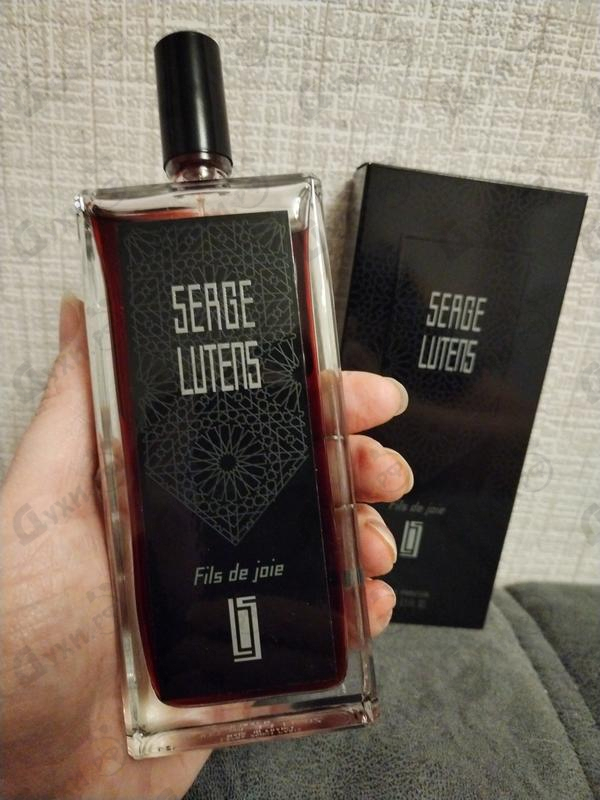 SERGE
LUTENS
Fils de joie
SERGE
LUTENS
Fils de joie